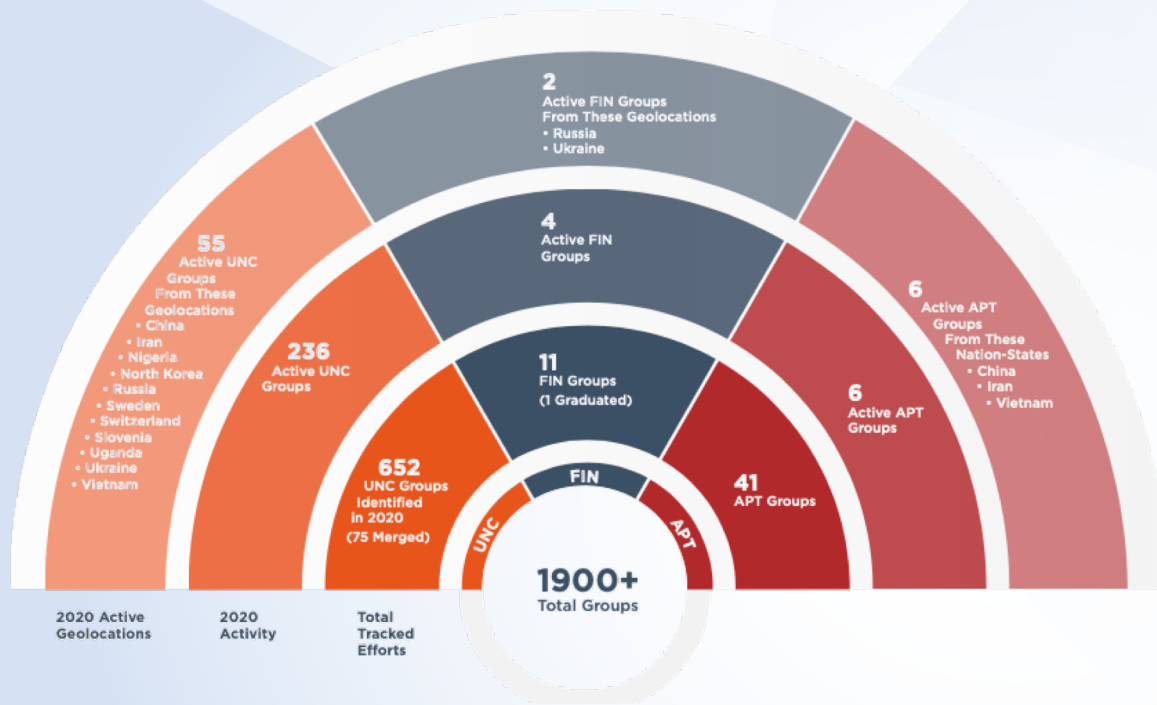 2
Active FIN Groups
From These Geolocations
• Russia
• Ukraine
55
Active UNC
Groups
From These
Geolocations
• China
• Iran
• Nigeria
• North Korea
• Russia
• Sweden
• Switzerland
• Slovenia
• Uganda
• Ukraine
• Vietnam
4
Active FIN
Groups
6
Active APT
Groups
From These
Nation-States
• China
• Iran
• Vietnam
236
Active UNC
Groups
11
FIN Groups
(1 Graduated)
6
Active APT
Groups
652
UNC Groups
Identified
in 2020
(75 Merged)
41
APT Groups
UNC
FIN
APT
1900+
Total Groups
2020 Active
Geolocations
2020
Activity
Total
Tracked
Efforts